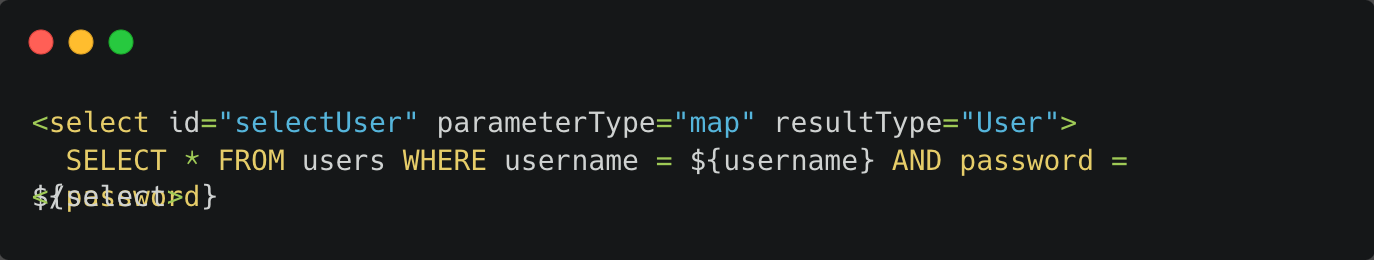 <select id="selectUser" parameterType="map" resultType="User">
SELECT * FROM users WHERE username = ${username} AND password =
${password}
</select>